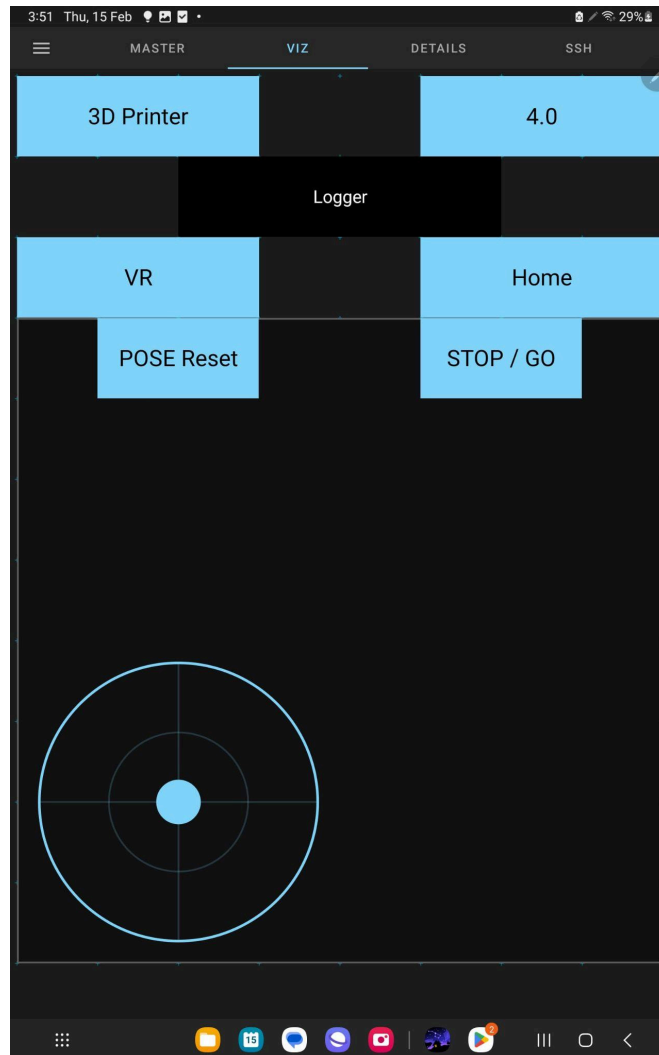 3:51 Thu, 15 Feb 29%
MASTER VIZ DETAILS SSH
3D Printer 4.0
Logger
VR Home
POSE Reset STOP / GO
15 2